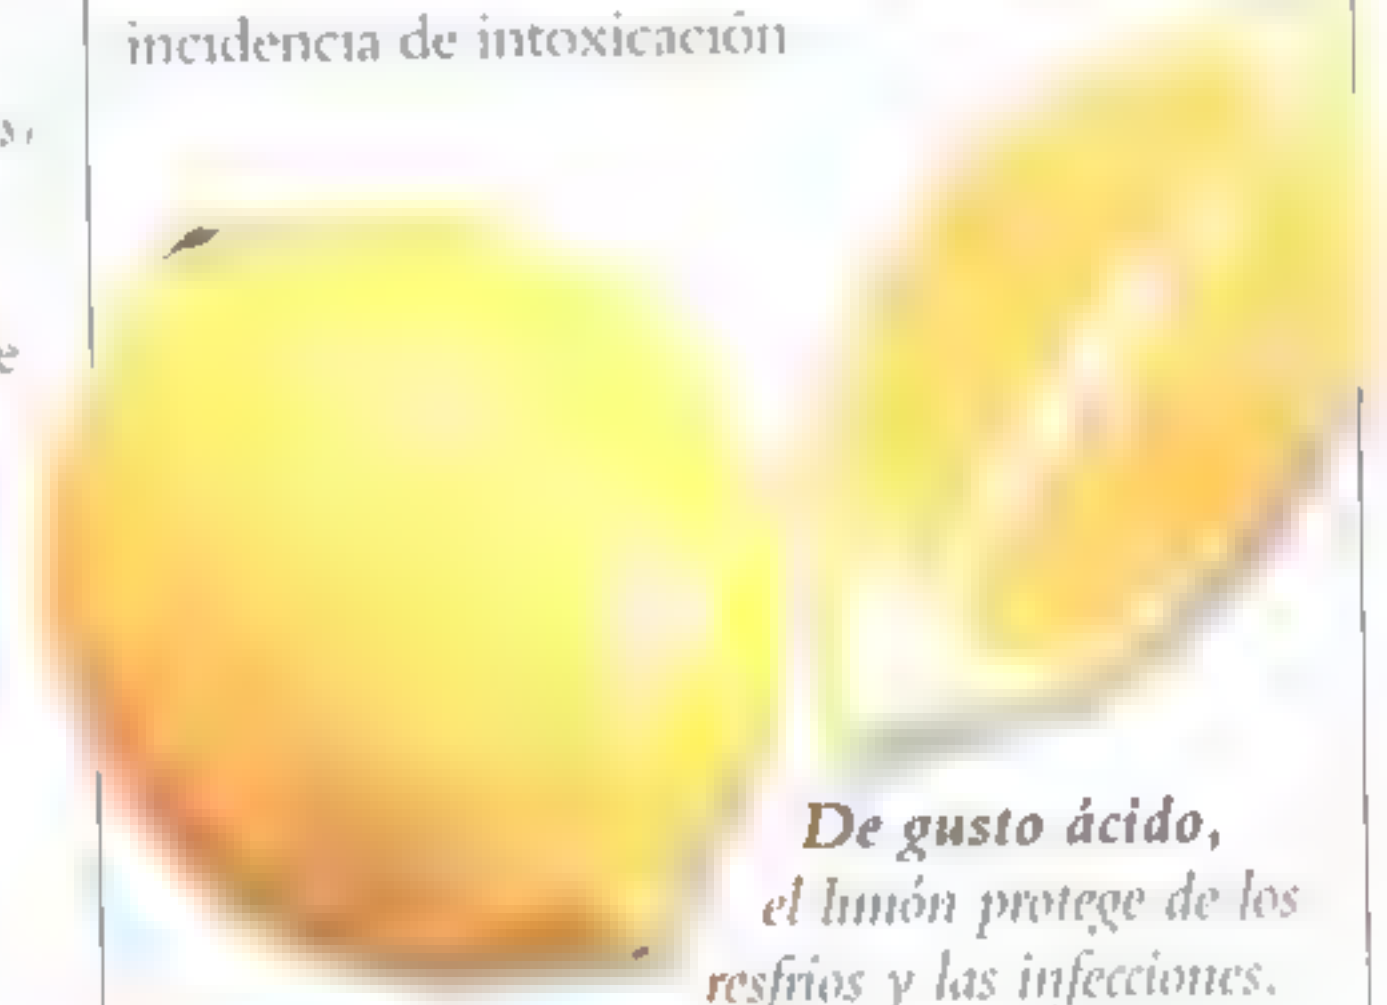 incidencia de intoxicación
De gusto ácido,
el limón protege de los
resfríos y las infecciones.